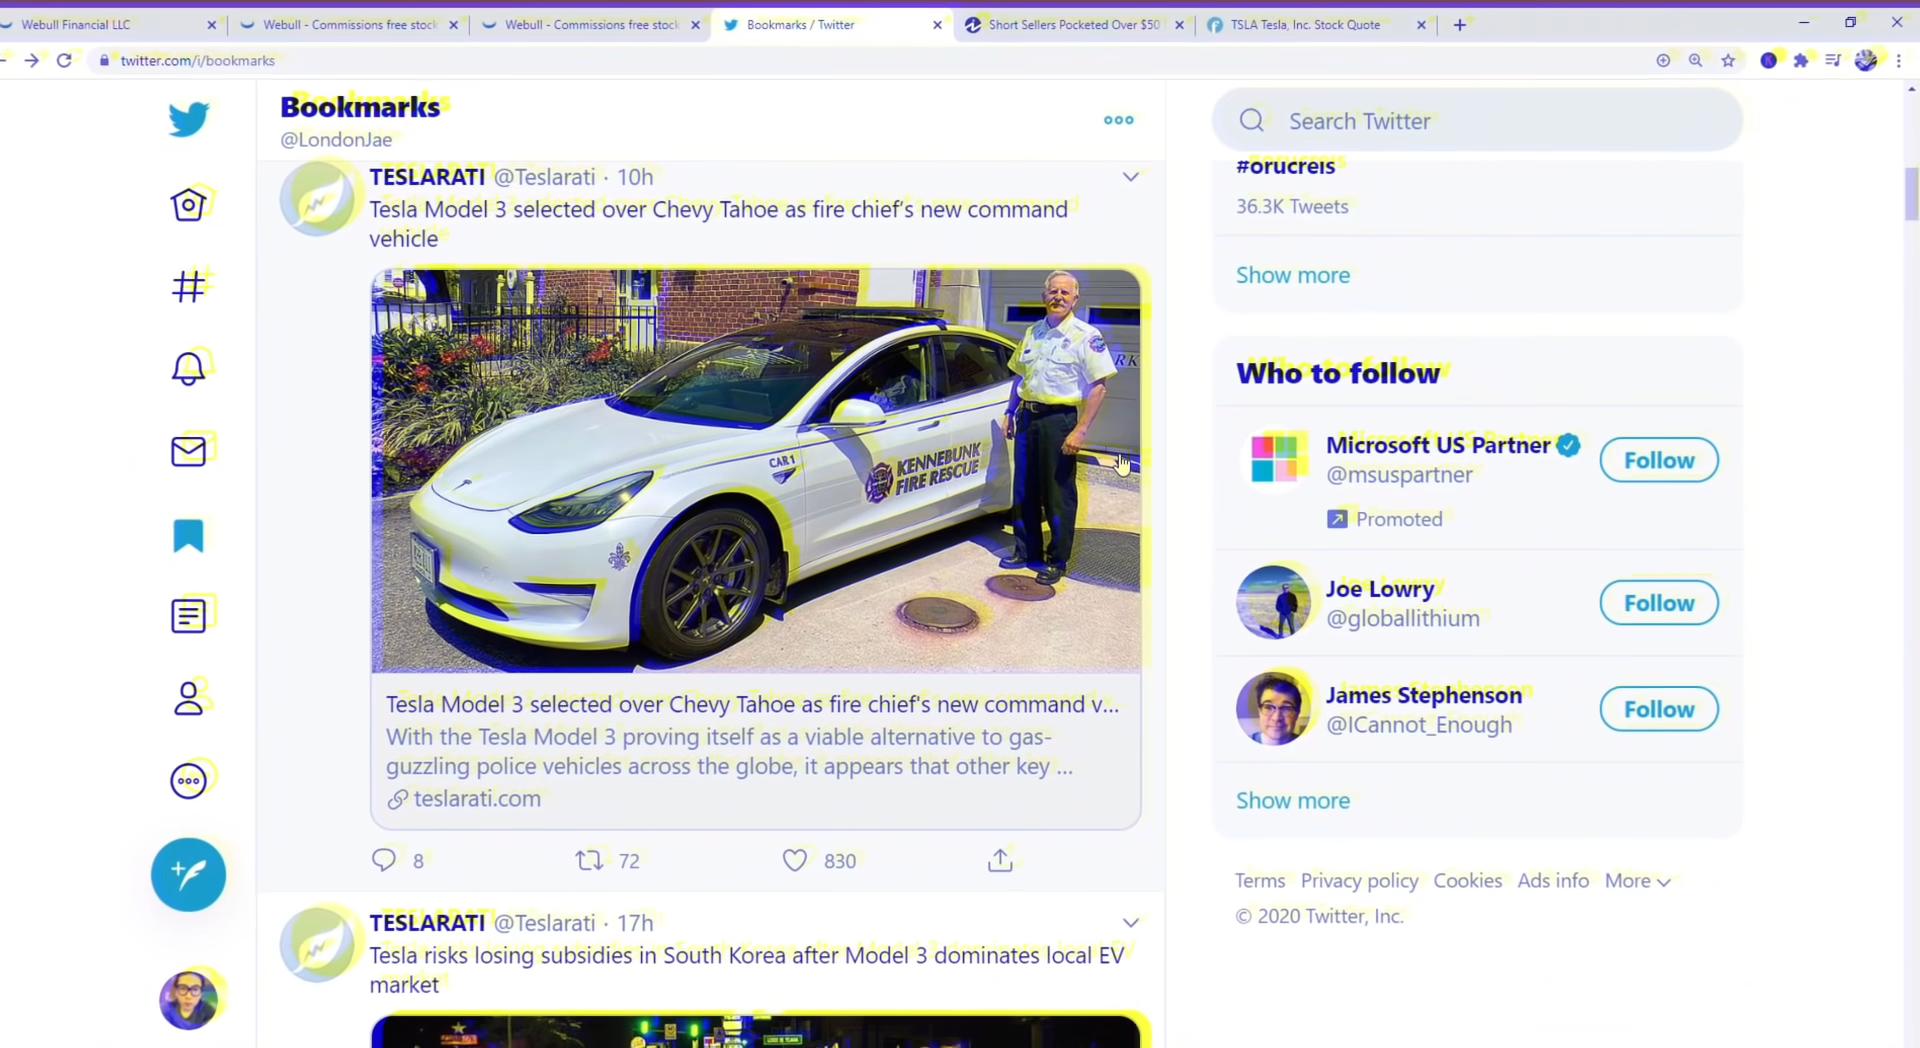 Webull Financial LLC
Webull - Commissions free stock
Webull - Commissions free stock
Bookmarks / Twitter
Short Sellers Pocketed Over $50
TSLA Tesla, Inc. Stock Quote
twitter.com/i/bookmarks
Bookmarks
@LondonJae
TESLARATI @Teslarati · 10h
Tesla Model 3 selected over Chevy Tahoe as fire chief's new command
vehicle
CAR 1
KENNEBUNK
FIRE RESCUE
Tesla Model 3 selected over Chevy Tahoe as fire chief's new command v...
With the Tesla Model 3 proving itself as a viable alternative to gas-
guzzling police vehicles across the globe, it appears that other key ...
teslarati.com
8
72
830
TESLARATI @Teslarati · 17h
Tesla risks losing subsidies in South Korea after Model 3 dominates local EV
market
Search Twitter
#orucreis
36.3K Tweets
Show more
Who to follow
Microsoft US Partner
@msuspartner
Follow
Promoted
Joe Lowry
@globallithium
Follow
James Stephenson
@ICannot_Enough
Follow
Show more
Terms Privacy policy Cookies Ads info More
© 2020 Twitter, Inc.